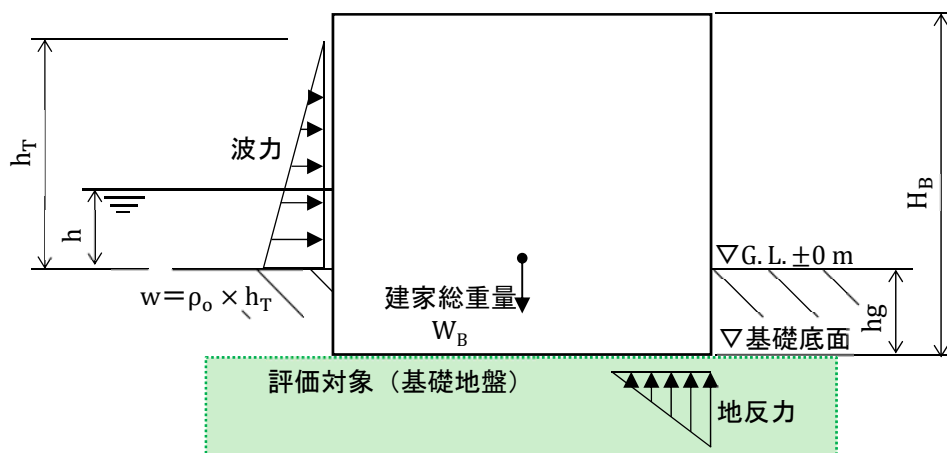 h_T
波力
h
H_B
▽G. L. ±0 m
w＝ρ_o × h_T
建家総重量
W_B
hg
▽基礎底面
評価対象（基礎地盤）
地反力